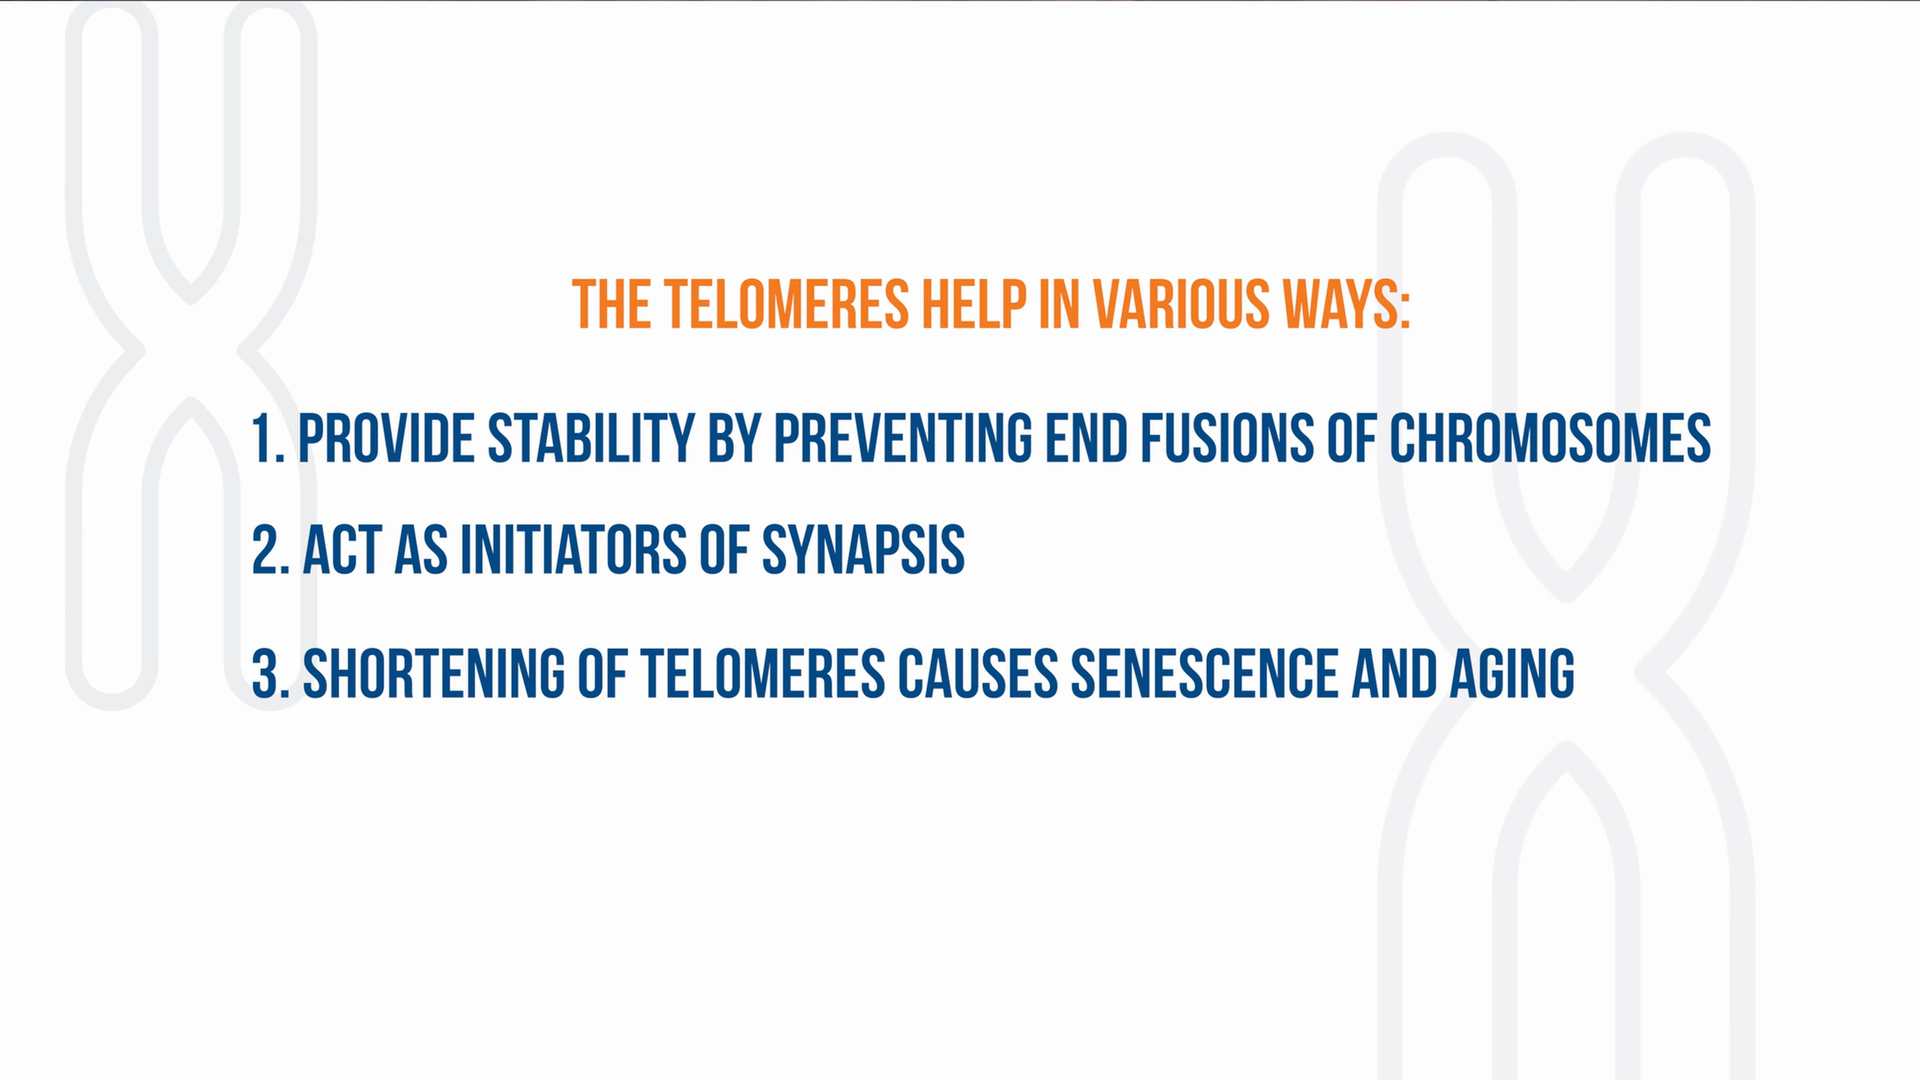 THE TELOMERES HELP IN VARIOUS WAYS:
1. PROVIDE STABILITY BY PREVENTING END FUSIONS OF CHROMOSOMES
2. ACT AS INITIATORS OF SYNAPSIS
3. SHORTENING OF TELOMERES CAUSES SENESCENCE AND AGING